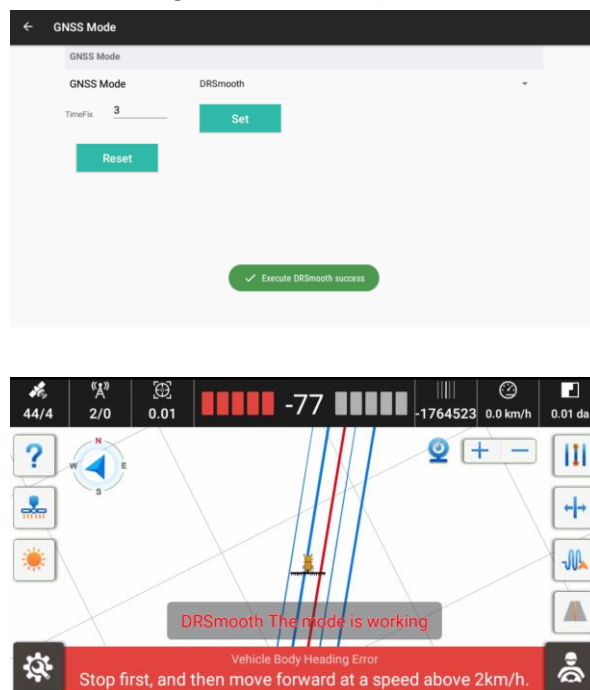 GNSS Mode
GNSS Mode
GNSS Mode DRSmooth
TimeFix 3 Set
Reset
Execute DRSmooth success
44/4 2/0 0.01 -77 -1764523 0.0 km/h 0.01 da
N
W E
S
DRSmooth The mode is working
Vehicle Body Heading Error
Stop first, and then move forward at a speed above 2km/h.